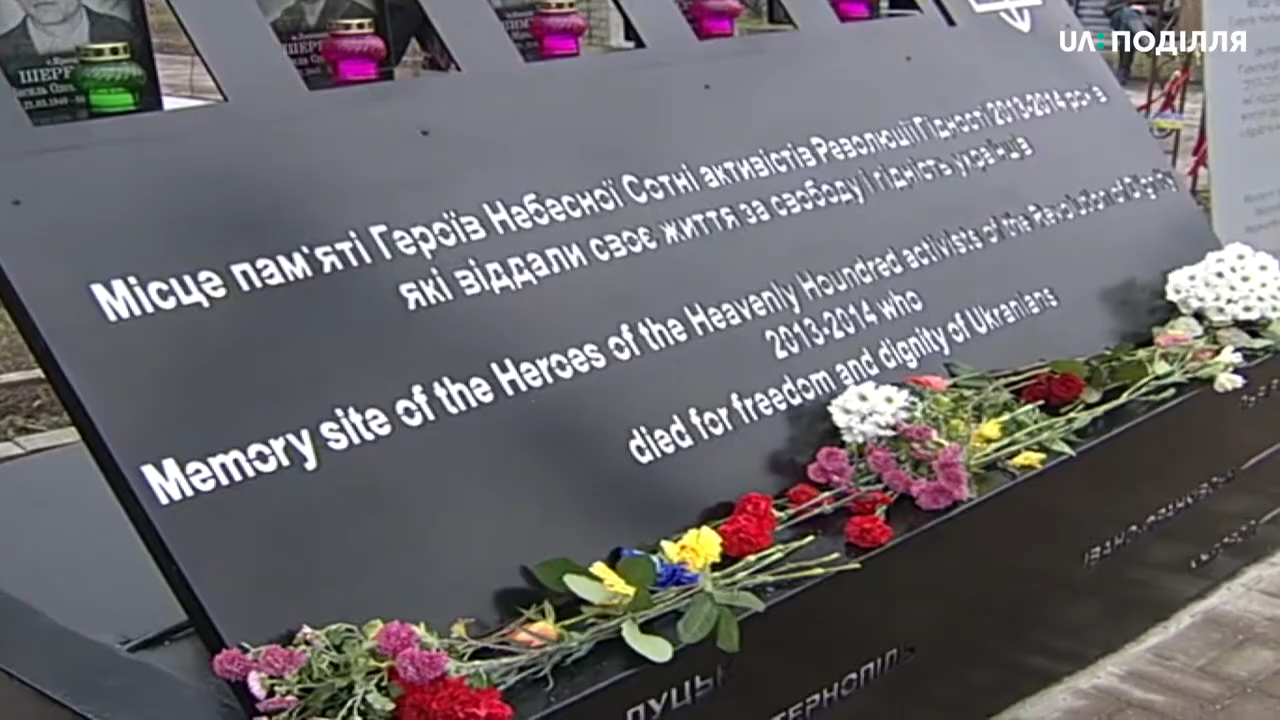 UA:ПОДІЛЛЯ
ШЕРЕ
Місце пам'яті Героїв Небесної Сотні активістів Революції Гідності 2013-2014 років
які віддали своє життя за свободу і гідність українців
Memory site of the Heroes of the Heavenly Houndred activists of the Revolution of Dignity
2013-2014 who
died for freedom and dignity of Ukranians
ЛУЦЬК
ТЕРНОПІЛЬ